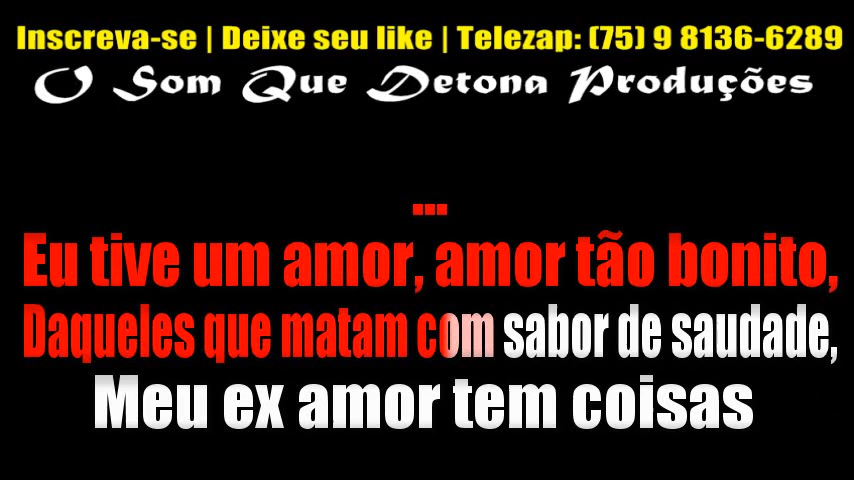 Inscreva-se | Deixe seu like | Telezap: (75) 9 8136-6289
O Som Que Detona Produções
...
Eu tive um amor, amor tão bonito,
Daqueles que matam com sabor de saudade,
Meu ex amor tem coisas